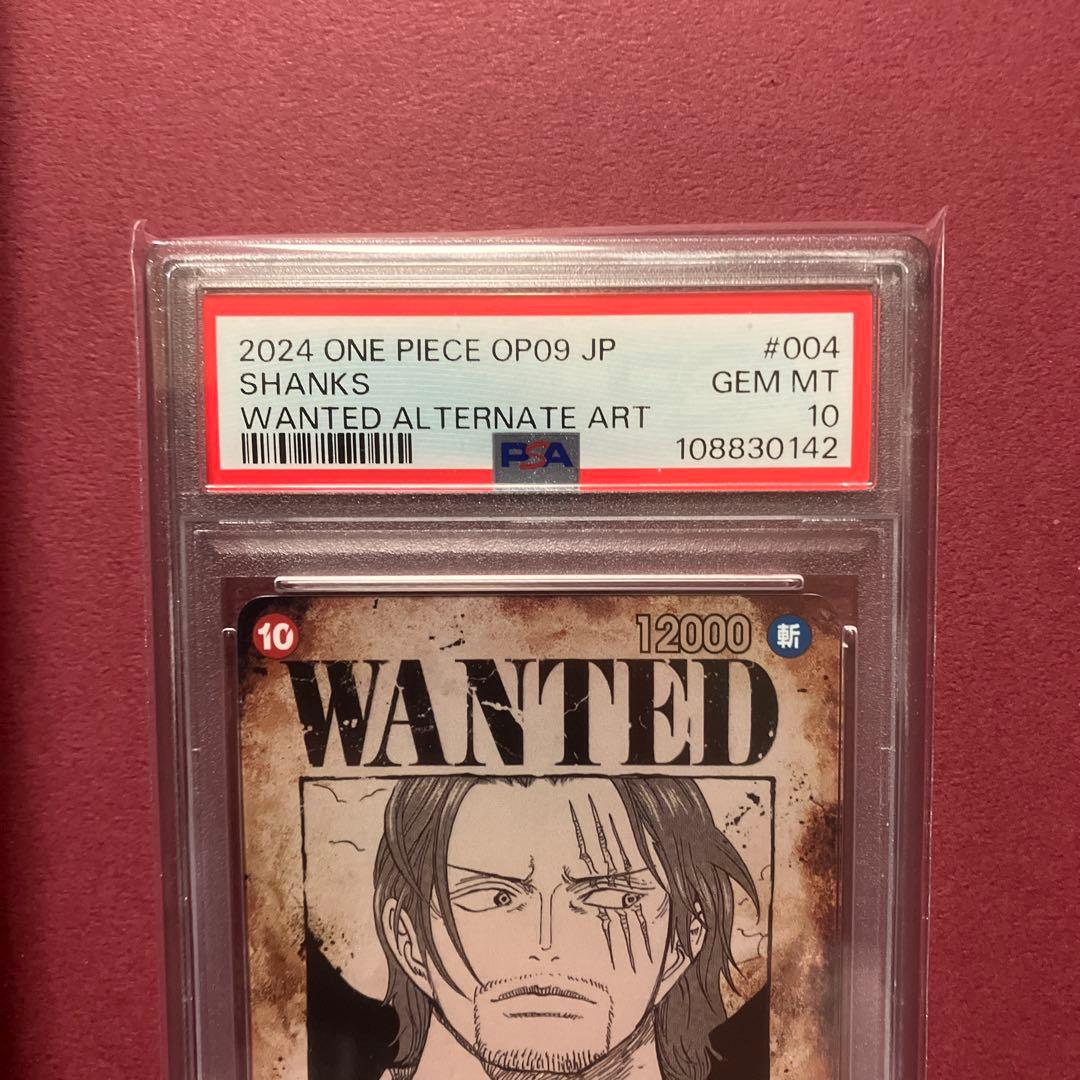 2024 ONE PIECE OP09 JP #004
SHANKS GEM MT
WANTED ALTERNATE ART 10
PSA 108830142
10 12000 斬
WANTED